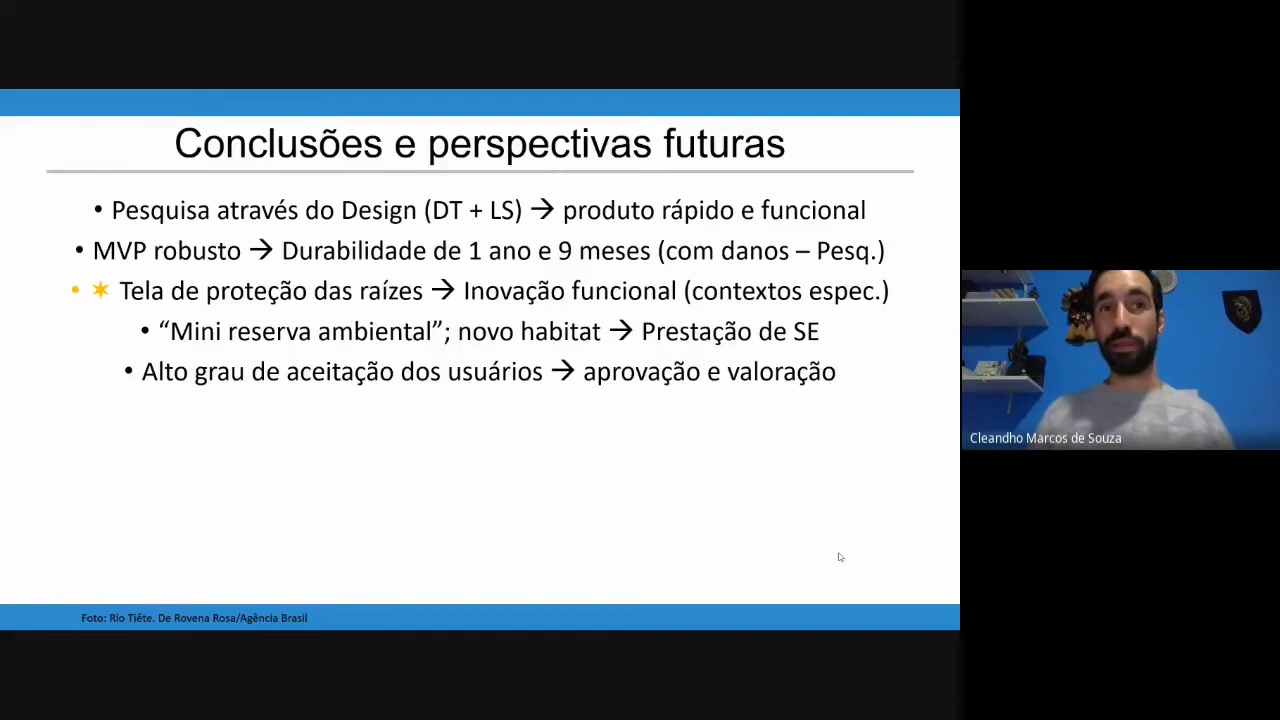 Conclusões e perspectivas futuras
• Pesquisa através do Design (DT + LS) → produto rápido e funcional
• MVP robusto → Durabilidade de 1 ano e 9 meses (com danos – Pesq.)
• ✶ Tela de proteção das raízes → Inovação funcional (contextos espec.)
• “Mini reserva ambiental”; novo habitat → Prestação de SE
• Alto grau de aceitação dos usuários → aprovação e valoração
Cleandho Marcos de Souza
Foto: Rio Tiête. De Rovena Rosa/Agência Brasil